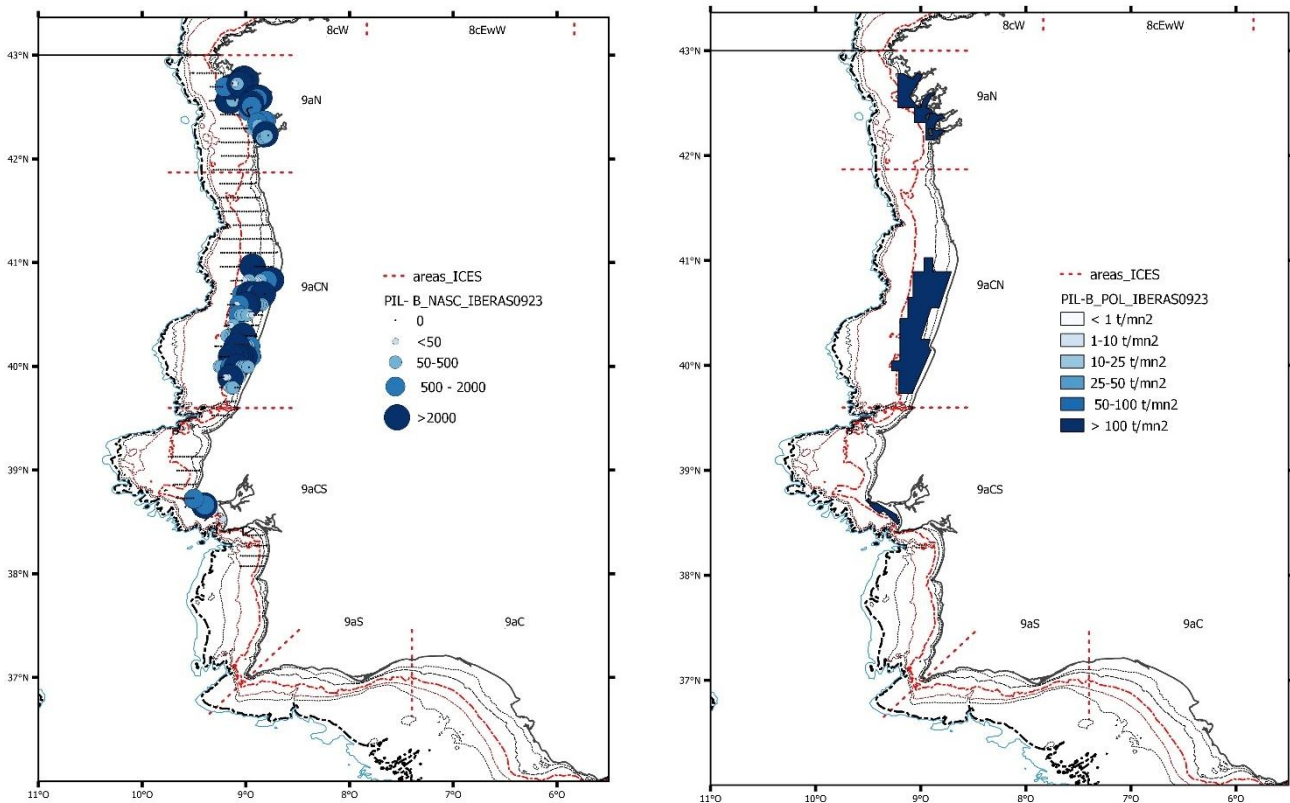 8cW
8cEwW
43°N
9aN
42°N
41°N
areas_ICES
9aCN
PIL- B_NASC_IBERAS0923
0
<50
40°N
50-500
500 - 2000
>2000
39°N
9aCS
38°N
9aS
9aC
37°N
11°O
10°O
9°O
8°O
7°O
6°O
8cW
8cEwW
43°N
9aN
42°N
41°N
areas_ICES
9aCN
PIL-B_POL_IBERAS0923
< 1 t/mn2
1-10 t/mn2
40°N
10-25 t/mn2
25-50 t/mn2
50-100 t/mn2
> 100 t/mn2
39°N
9aCS
38°N
9aS
9aC
37°N
11°O
10°O
9°O
8°O
7°O
6°O